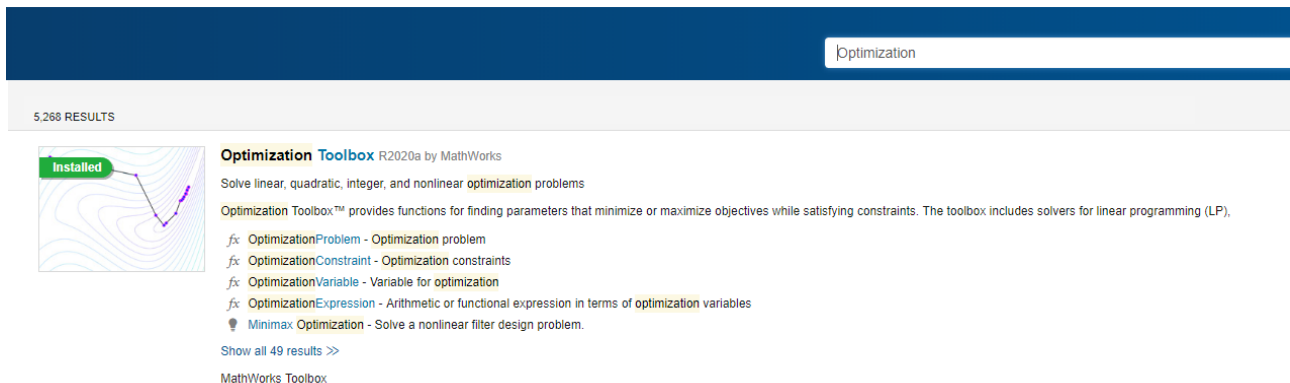 Optimization
5,268 RESULTS
Installed
Optimization Toolbox R2020a by MathWorks
Solve linear, quadratic, integer, and nonlinear optimization problems
Optimization Toolbox™ provides functions for finding parameters that minimize or maximize objectives while satisfying constraints. The toolbox includes solvers for linear programming (LP),
fx OptimizationProblem - Optimization problem
fx OptimizationConstraint - Optimization constraints
fx OptimizationVariable - Variable for optimization
fx OptimizationExpression - Arithmetic or functional expression in terms of optimization variables
Minimax Optimization - Solve a nonlinear filter design problem.
Show all 49 results >>
MathWorks Toolbox